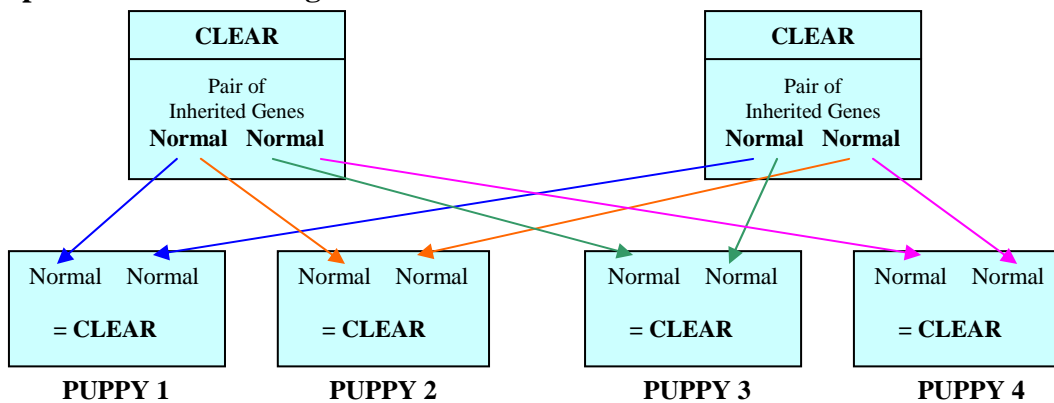 CLEAR CLEAR
Pair of Pair of
Inherited Genes Inherited Genes
Normal Normal Normal Normal
Normal Normal Normal Normal Normal Normal Normal Normal
= CLEAR = CLEAR = CLEAR = CLEAR
PUPPY 1 PUPPY 2 PUPPY 3 PUPPY 4